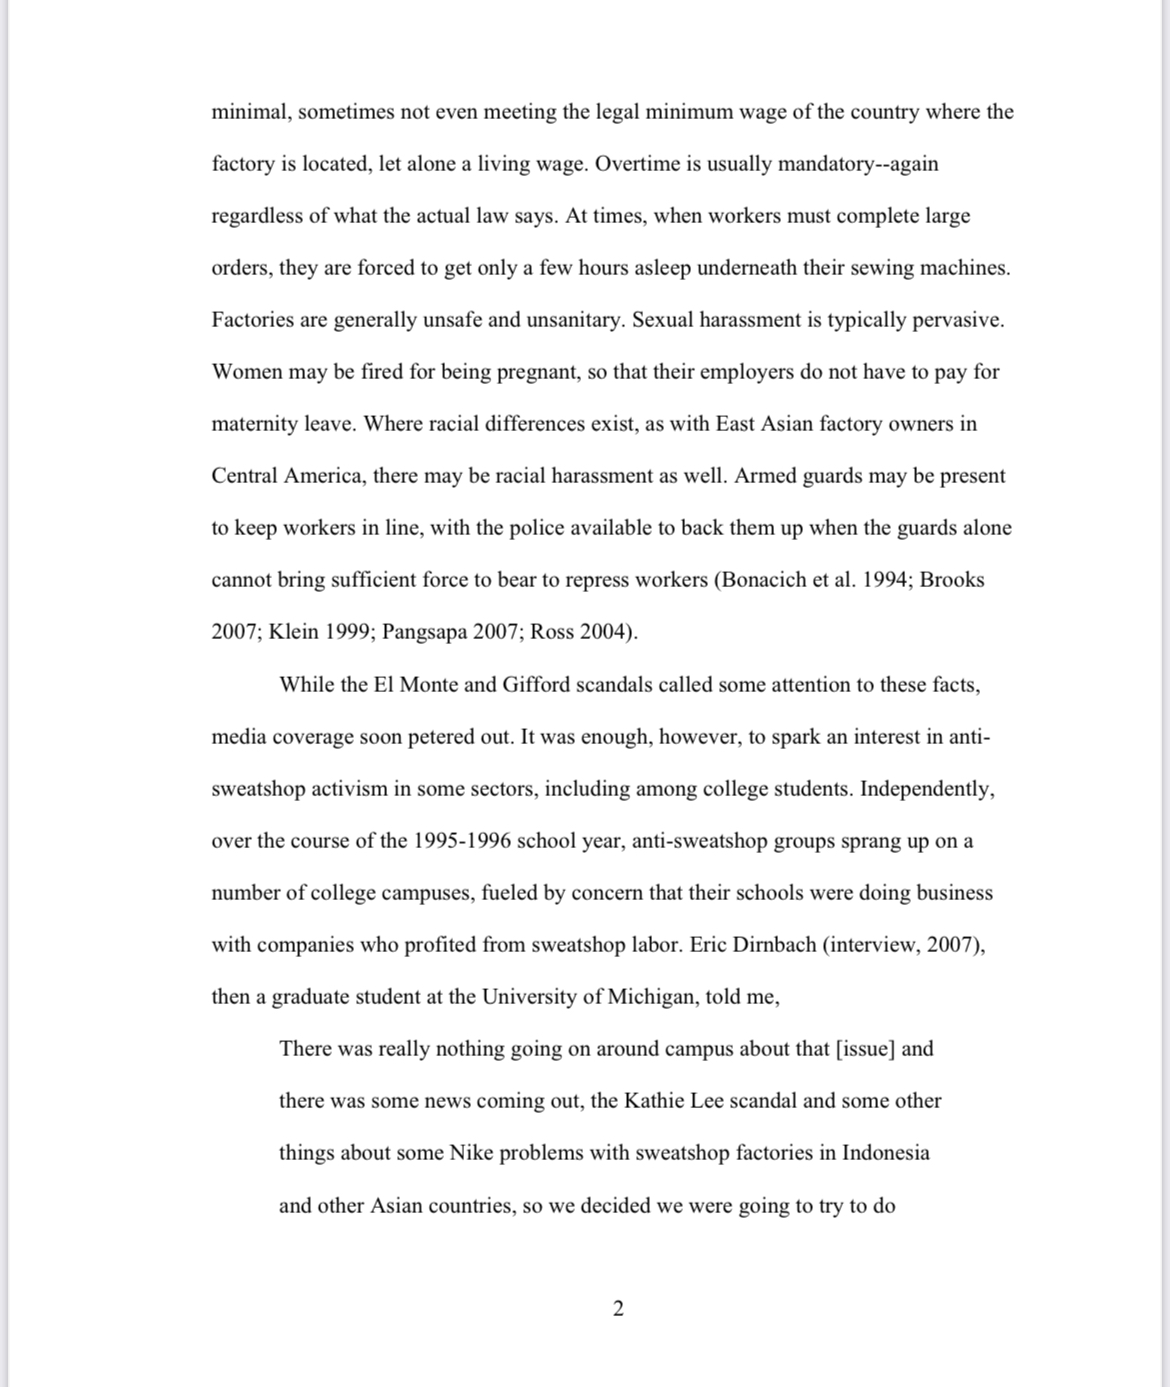 minimal, sometimes not even meeting the legal minimum wage of the country where the
factory is located, let alone a living wage. Overtime is usually mandatory--again
regardless of what the actual law says. At times, when workers must complete large
orders, they are forced to get only a few hours asleep underneath their sewing machines.
Factories are generally unsafe and unsanitary. Sexual harassment is typically pervasive.
Women may be fired for being pregnant, so that their employers do not have to pay for
maternity leave. Where racial differences exist, as with East Asian factory owners in
Central America, there may be racial harassment as well. Armed guards may be present
to keep workers in line, with the police available to back them up when the guards alone
cannot bring sufficient force to bear to repress workers (Bonacich et al. 1994; Brooks
2007; Klein 1999; Pangsapa 2007; Ross 2004).
While the El Monte and Gifford scandals called some attention to these facts,
media coverage soon petered out. It was enough, however, to spark an interest in anti-
sweatshop activism in some sectors, including among college students. Independently,
over the course of the 1995-1996 school year, anti-sweatshop groups sprang up on a
number of college campuses, fueled by concern that their schools were doing business
with companies who profited from sweatshop labor. Eric Dirnbach (interview, 2007),
then a graduate student at the University of Michigan, told me,
There was really nothing going on around campus about that [issue] and
there was some news coming out, the Kathie Lee scandal and some other
things about some Nike problems with sweatshop factories in Indonesia
and other Asian countries, so we decided we were going to try to do
2